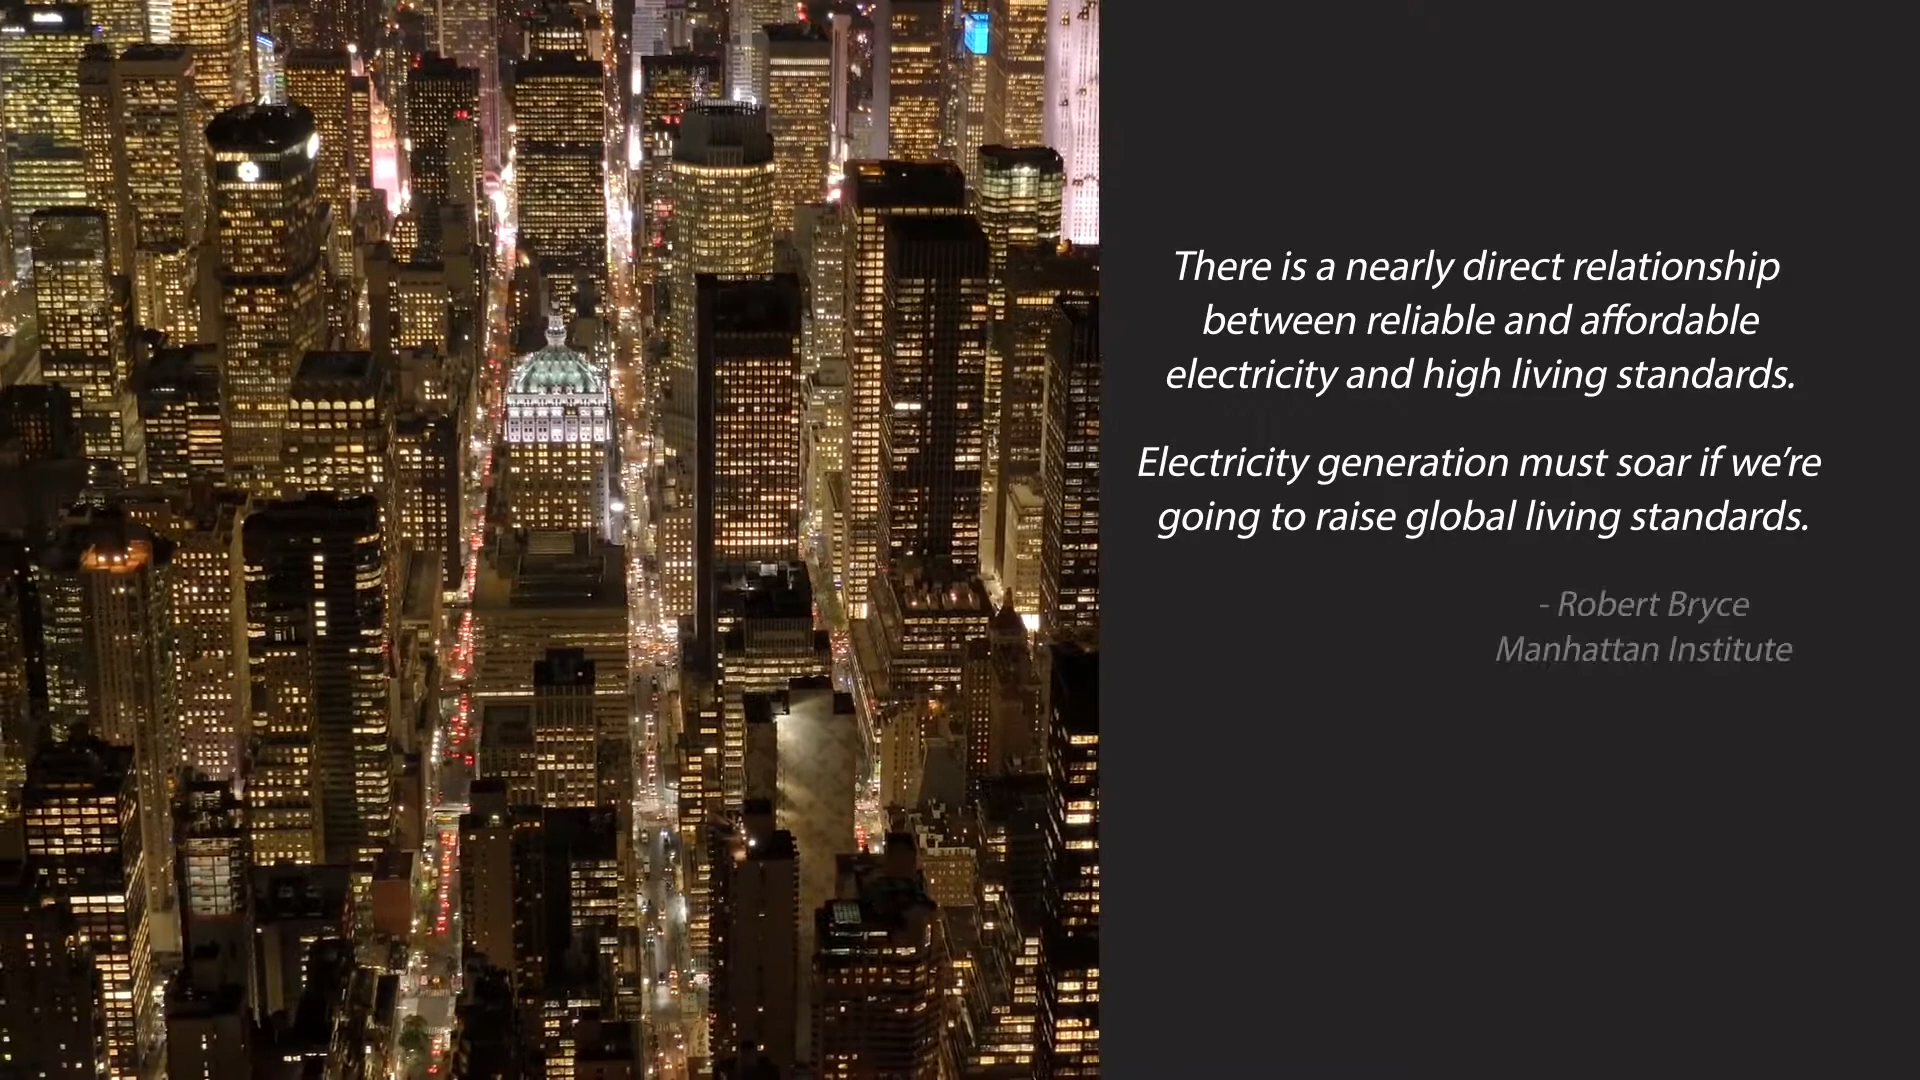 There is a nearly direct relationship
between reliable and affordable
electricity and high living standards.
Electricity generation must soar if we’re
going to raise global living standards.
- Robert Bryce
Manhattan Institute